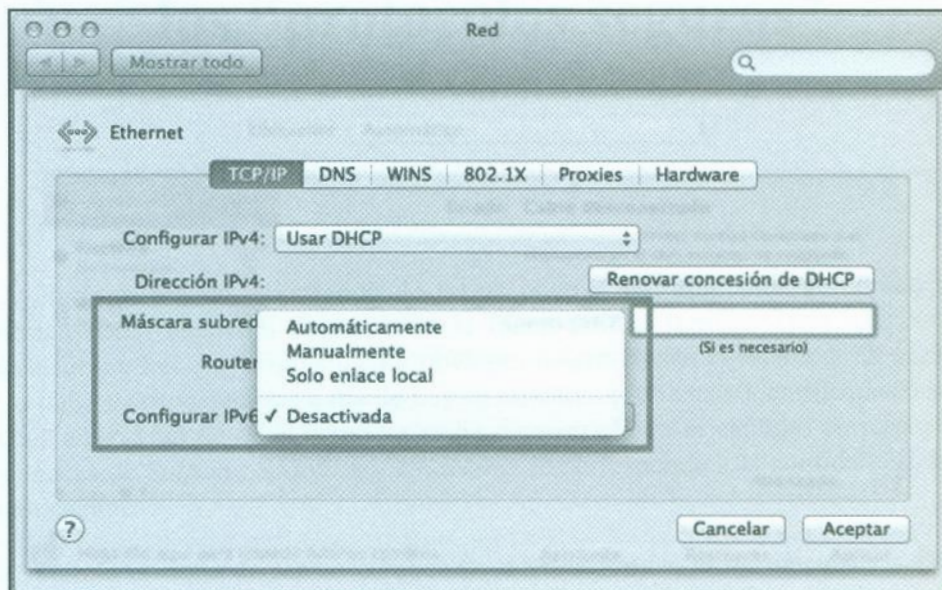 Red
Mostrar todo
Ethernet
TCP/IP DNS WINS 802.1X Proxies Hardware
Configurar IPv4: Usar DHCP
Dirección IPv4: Renovar concesión de DHCP
Máscara subred
(Si es necesario)
Router
Automáticamente
Manualmente
Solo enlace local
Configurar IPv6 ✓ Desactivada
? Cancelar Aceptar